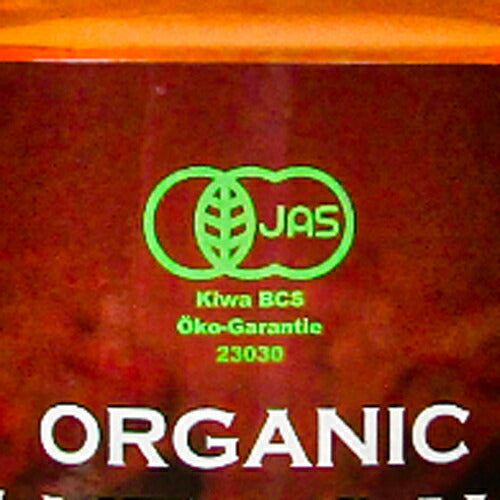 JAS
Kiwa BCS
Öko-Garantie
23030
ORGANIC